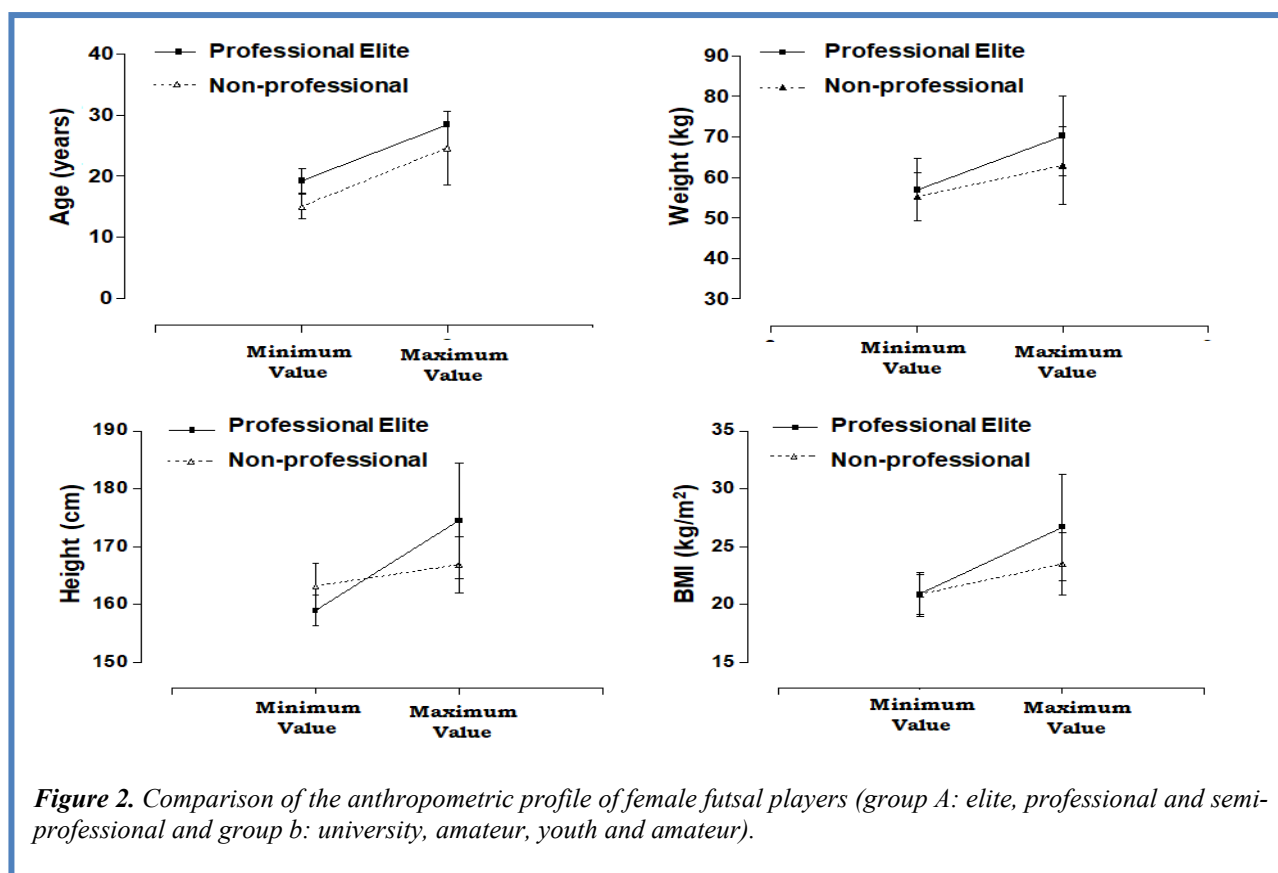 Professional Elite
Non-professional
40
30
20
10
0
Age (years)
Minimum
Value
Maximum
Value
Professional Elite
Non-professional
90
80
70
60
50
40
30
Weight (kg)
Minimum
Value
Maximum
Value
Professional Elite
Non-professional
190
180
170
160
150
Height (cm)
Minimum
Value
Maximum
Value
Professional Elite
Non-professional
35
30
25
20
15
BMI (kg/m²)
Minimum
Value
Maximum
Value
Figure 2. Comparison of the anthropometric profile of female futsal players (group A: elite, professional and semi-
professional and group b: university, amateur, youth and amateur).